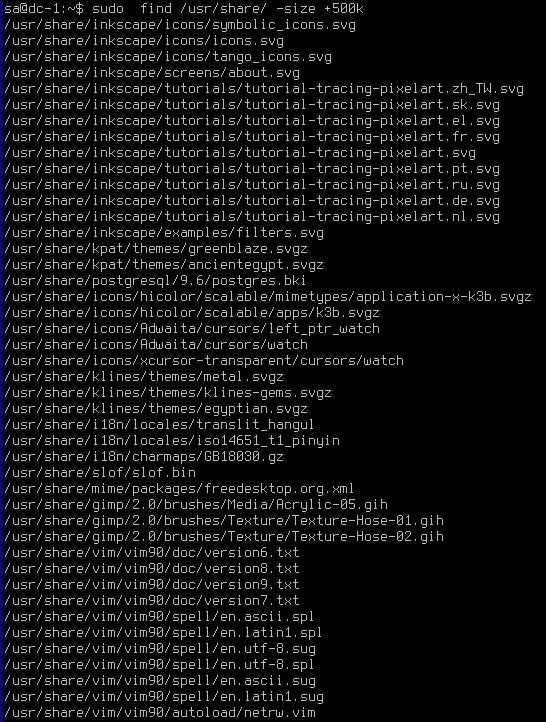 sa@dc-1:~$ sudo  find /usr/share/ -size +500k
/usr/share/inkscape/icons/symbolic_icons.svg
/usr/share/inkscape/icons/icons.svg
/usr/share/inkscape/icons/tango_icons.svg
/usr/share/inkscape/screens/about.svg
/usr/share/inkscape/tutorials/tutorial-tracing-pixelart.zh_TW.svg
/usr/share/inkscape/tutorials/tutorial-tracing-pixelart.sk.svg
/usr/share/inkscape/tutorials/tutorial-tracing-pixelart.el.svg
/usr/share/inkscape/tutorials/tutorial-tracing-pixelart.fr.svg
/usr/share/inkscape/tutorials/tutorial-tracing-pixelart.svg
/usr/share/inkscape/tutorials/tutorial-tracing-pixelart.pt.svg
/usr/share/inkscape/tutorials/tutorial-tracing-pixelart.ru.svg
/usr/share/inkscape/tutorials/tutorial-tracing-pixelart.de.svg
/usr/share/inkscape/tutorials/tutorial-tracing-pixelart.nl.svg
/usr/share/inkscape/examples/filters.svg
/usr/share/kpat/themes/greenblaze.svgz
/usr/share/kpat/themes/ancientegypt.svgz
/usr/share/postgresql/9.6/postgres.bki
/usr/share/icons/hicolor/scalable/mimetypes/application-x-k3b.svgz
/usr/share/icons/hicolor/scalable/apps/k3b.svgz
/usr/share/icons/Adwaita/cursors/left_ptr_watch
/usr/share/icons/Adwaita/cursors/watch
/usr/share/icons/xcursor-transparent/cursors/watch
/usr/share/klines/themes/metal.svgz
/usr/share/klines/themes/klines-gems.svgz
/usr/share/klines/themes/egyptian.svgz
/usr/share/i18n/locales/translit_hangul
/usr/share/i18n/locales/iso14651_t1_pinyin
/usr/share/i18n/charmaps/GB18030.gz
/usr/share/slof/slof.bin
/usr/share/mime/packages/freedesktop.org.xml
/usr/share/gimp/2.0/brushes/Media/Acrylic-05.gih
/usr/share/gimp/2.0/brushes/Texture/Texture-Hose-01.gih
/usr/share/gimp/2.0/brushes/Texture/Texture-Hose-02.gih
/usr/share/vim/vim90/doc/version6.txt
/usr/share/vim/vim90/doc/version8.txt
/usr/share/vim/vim90/doc/version9.txt
/usr/share/vim/vim90/doc/version7.txt
/usr/share/vim/vim90/spell/en.ascii.spl
/usr/share/vim/vim90/spell/en.latin1.spl
/usr/share/vim/vim90/spell/en.utf-8.sug
/usr/share/vim/vim90/spell/en.utf-8.spl
/usr/share/vim/vim90/spell/en.ascii.sug
/usr/share/vim/vim90/spell/en.latin1.sug
/usr/share/vim/vim90/autoload/netrw.vim